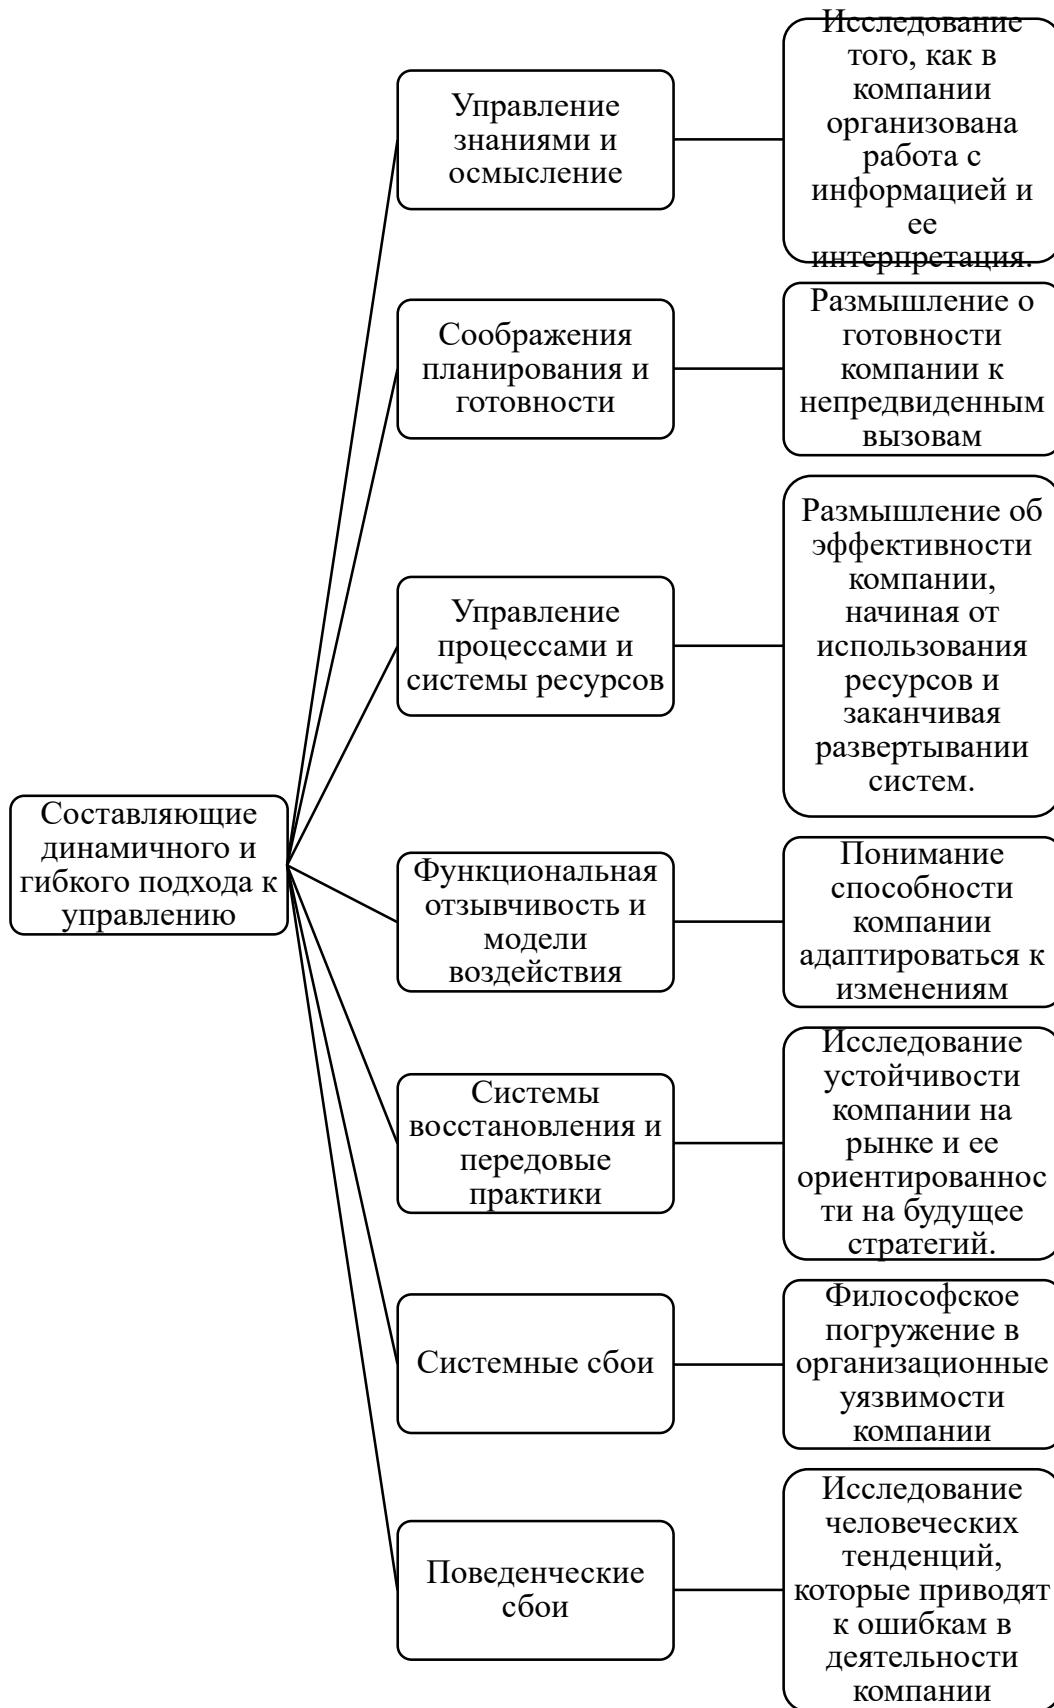 Составляющие
динамичного и
гибкого подхода к
управлению
Управление
знаниями и
осмысление
Исследование
того, как в
компании
организована
работа с
информацией и
ее
интерпретация.
Соображения
планирования и
готовности
Размышление о
готовности
компании к
непредвиденным
вызовам
Управление
процессами и
системы ресурсов
Размышление об
эффективности
компании,
начиная от
использования
ресурсов и
заканчивая
развертывании
систем.
Функциональная
отзывчивость и
модели
воздействия
Понимание
способности
компании
адаптироваться к
изменениям
Системы
восстановления и
передовые
практики
Исследование
устойчивости
компании на
рынке и ее
ориентированнос
ти на будущее
стратегий.
Системные сбои
Философское
погружение в
организационные
уязвимости
компании
Поведенческие
сбои
Исследование
человеческих
тенденций,
которые приводят
к ошибкам в
деятельности
компании